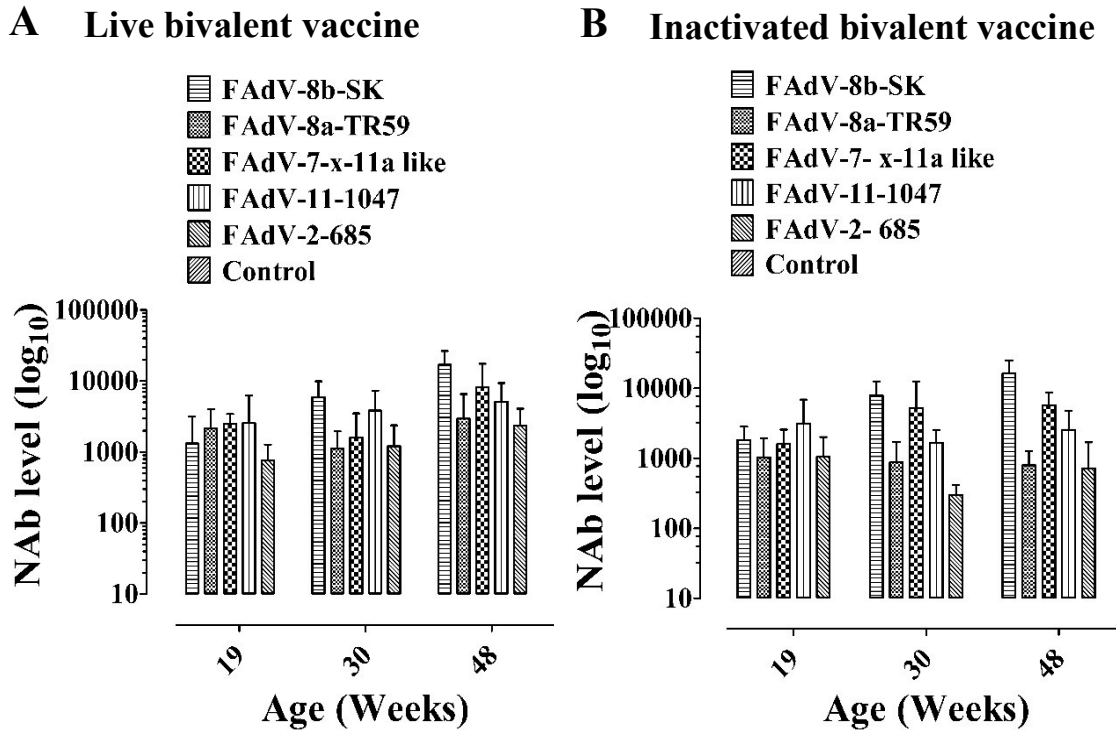 A Live bivalent vaccine
FAdV-8b-SK
FAdV-8a-TR59
FAdV-7-x-11a like
FAdV-11-1047
FAdV-2-685
Control
NAb level (log10)
100000
10000
1000
100
10
19 30 48
Age (Weeks)
B Inactivated bivalent vaccine
FAdV-8b-SK
FAdV-8a-TR59
FAdV-7- x-11a like
FAdV-11-1047
FAdV-2- 685
Control
NAb level (log10)
100000
10000
1000
100
10
19 30 48
Age (Weeks)